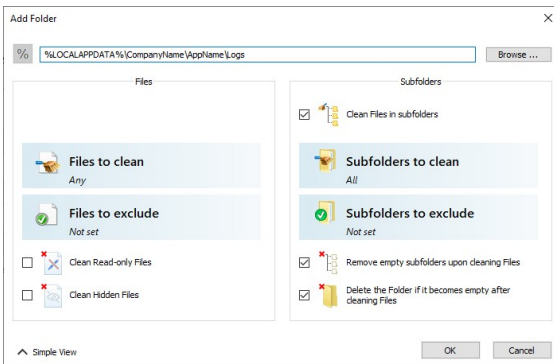 Add Folder
%
%LOCALAPPDATA%\CompanyName\AppName\Logs
Browse ...
Files
Files to clean
Any
Files to exclude
Not set
Clean Read-only Files
Clean Hidden Files
Subfolders
Clean Files in subfolders
Subfolders to clean
All
Subfolders to exclude
Not set
Remove empty subfolders upon cleaning Files
Delete the Folder if it becomes empty after
cleaning Files
Simple View
OK
Cancel